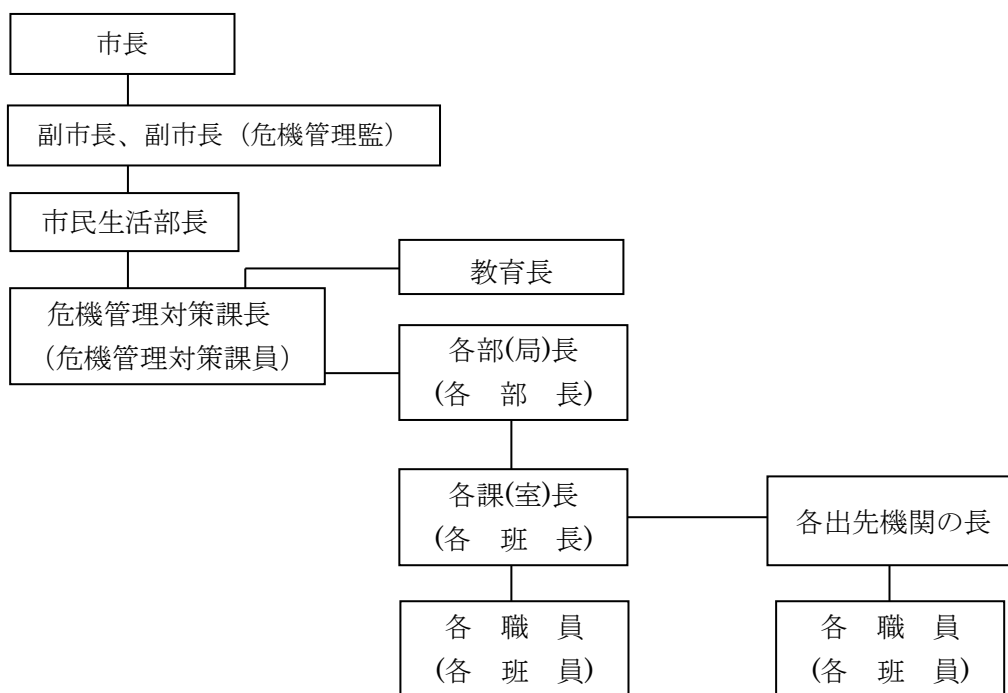 市長
副市長、副市長（危機管理監）
市民生活部長
教育長
危機管理対策課長
（危機管理対策課員）
各部(局)長
(各　部　長)
各課(室)長
(各　班　長)
各出先機関の長
各　職　員
(各　班　員)
各　職　員
(各　班　員)